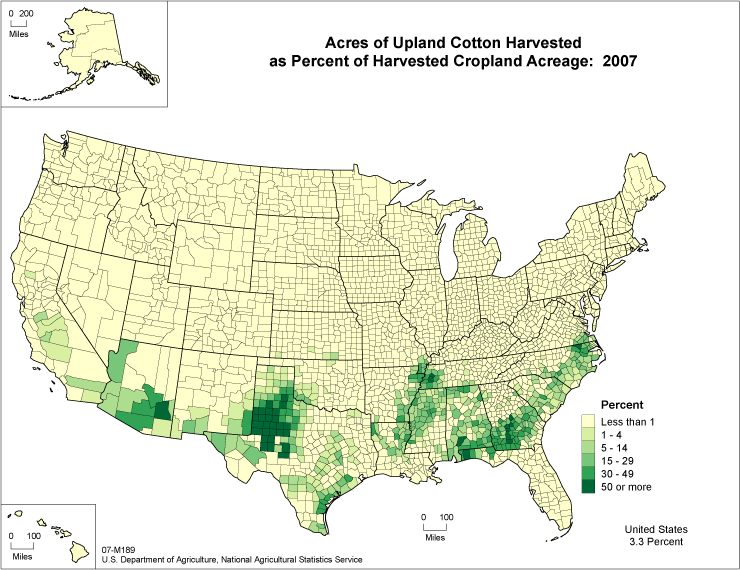 0 200
Miles
Acres of Upland Cotton Harvested
as Percent of Harvested Cropland Acreage: 2007
Percent
Less than 1
1 - 4
5 - 14
15 - 29
30 - 49
50 or more
0 100
Miles
0 100
Miles
United States
3.3 Percent
07-M189
U.S. Department of Agriculture, National Agricultural Statistics Service